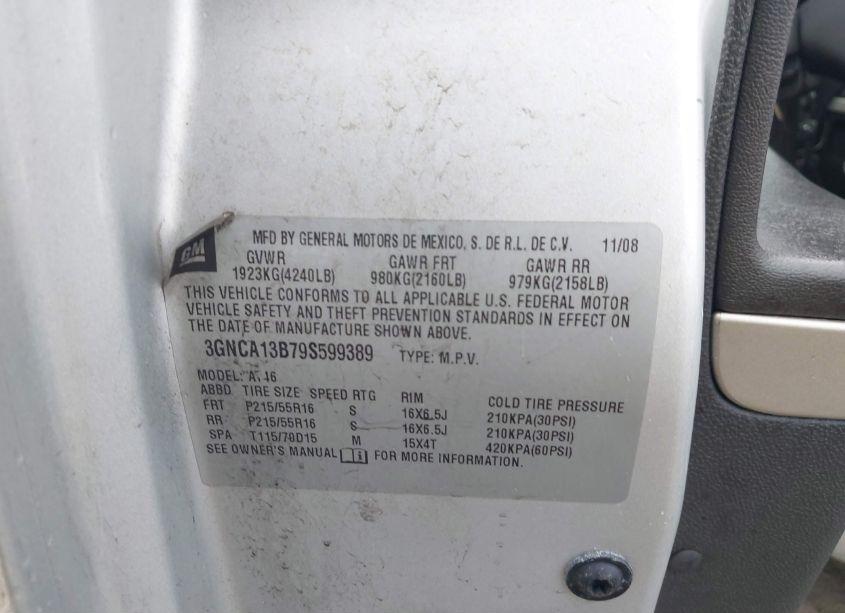 GM
MFD BY GENERAL MOTORS DE MEXICO, S. DE R.L. DE C.V. 11/08
GVWR GAWR FRT GAWR RR
1923KG(4240LB) 980KG(2160LB) 979KG(2158LB)
THIS VEHICLE CONFORMS TO ALL APPLICABLE U.S. FEDERAL MOTOR
VEHICLE SAFETY AND THEFT PREVENTION STANDARDS IN EFFECT ON
THE DATE OF MANUFACTURE SHOWN ABOVE.
3GNCA13B79S599389 TYPE: M.P.V.
MODEL:
ABBD TIRE SIZE SPEED RTG RIM COLD TIRE PRESSURE
FRT P215/55R16 S 16X6.5J 210KPA(30PSI)
RR P215/55R16 S 16X6.5J 210KPA(30PSI)
SPA T115/70D15 M 15X4T 420KPA(60PSI)
SEE OWNER'S MANUAL FOR MORE INFORMATION.